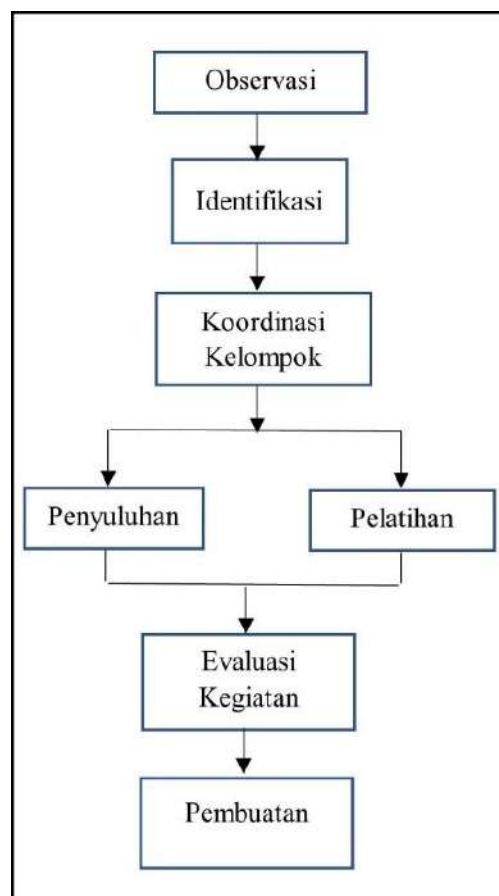 Observasi
Identifikasi
Koordinasi
Kelompok
Penyuluhan
Pelatihan
Evaluasi
Kegiatan
Pembuatan